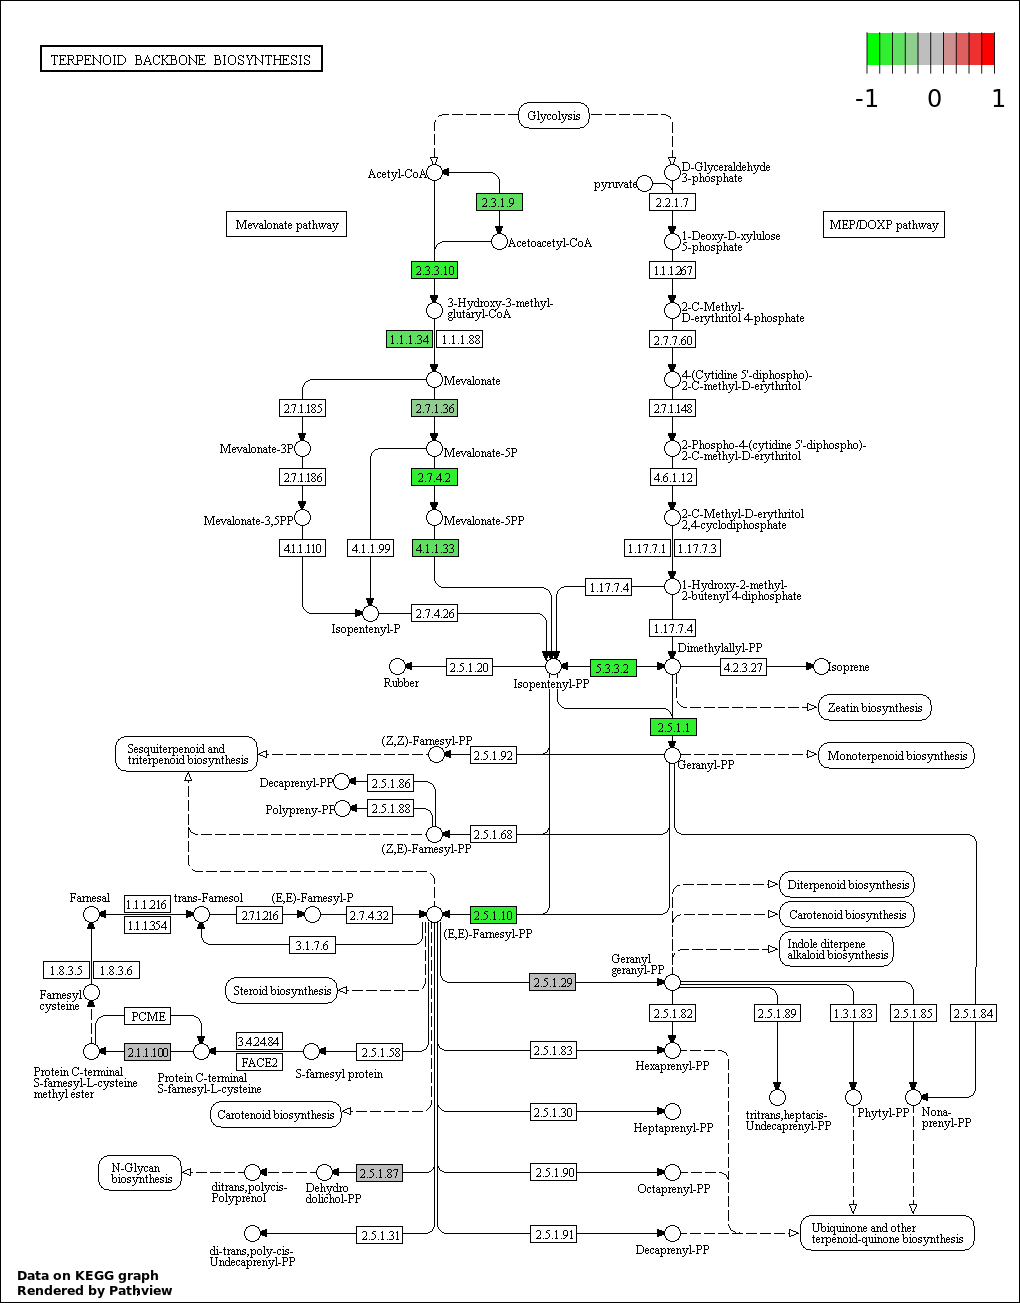 TERPENOID BACKBONE BIOSYNTHESIS
-1 0 1
Glycolysis
Acetyl-CoA
D-Glyceraldehyde
3-phosphate
pyruvate
2.3.1.9
2.2.1.7
Mevalonate pathway
MEP/DOXP pathway
Acetoacetyl-CoA
1-Deoxy-D-xylulose
5-phosphate
2.3.3.10
1.1.1.267
3-Hydroxy-3-methyl-
glutaryl-CoA
2-C-Methyl-
D-erythritol 4-phosphate
1.1.1.34
1.1.1.88
2.7.7.60
Mevalonate
4-(Cytidine 5'-diphospho)-
2-C-methyl-D-erythritol
2.7.1.185
2.7.1.36
2.7.1.148
Mevalonate-3P
Mevalonate-5P
2-Phospho-4-(cytidine 5'-diphospho)-
2-C-methyl-D-erythritol
2.7.1.186
2.7.4.2
4.6.1.12
Mevalonate-3,5PP
Mevalonate-5PP
2-C-Methyl-D-erythritol
2,4-cyclodiphosphate
4.1.1.110
4.1.1.99
4.1.1.33
1.17.7.1
1.17.7.3
1.17.7.4
1-Hydroxy-2-methyl-
2-butenyl 4-diphosphate
Isopentenyl-P
2.7.4.26
1.17.7.4
Dimethylallyl-PP
Rubber
2.5.1.20
Isopentenyl-PP
5.3.3.2
4.2.3.27
Isoprene
Zeatin biosynthesis
2.5.1.1
Sesquiterpenoid and
triterpenoid biosynthesis
(Z,Z)-Farnesyl-PP
2.5.1.92
Geranyl-PP
Monoterpenoid biosynthesis
Decaprenyl-PP
2.5.1.86
Polypreny-PP
2.5.1.88
2.5.1.68
(Z,E)-Farnesyl-PP
Farnesal
1.1.1.216
1.1.1.354
trans-Farnesol
2.7.1.216
(E,E)-Farnesyl-P
2.7.4.32
2.5.1.10
(E,E)-Farnesyl-PP
Diterpenoid biosynthesis
Carotenoid biosynthesis
Indole diterpene
alkaloid biosynthesis
3.1.7.6
1.8.3.5
1.8.3.6
Geranyl
geranyl-PP
Farnesyl
cysteine
Steroid biosynthesis
2.5.1.29
PCME
2.5.1.82
2.5.1.89
1.3.1.83
2.5.1.85
2.5.1.84
2.1.1.100
3.4.24.84
FACE2
2.5.1.58
2.5.1.83
Hexaprenyl-PP
Protein C-terminal
S-farnesyl-L-cysteine
methyl ester
Protein C-terminal
S-farnesyl-L-cysteine
S-farnesyl protein
Carotenoid biosynthesis
2.5.1.30
Heptaprenyl-PP
tritrans,heptacis-
Undecaprenyl-PP
Phytyl-PP
Nona-
prenyl-PP
N-Glycan
biosynthesis
ditrans,polycis-
Polyprenol
Dehydro
dolichol-PP
2.5.1.87
2.5.1.90
Octaprenyl-PP
di-trans,poly-cis-
Undecaprenyl-PP
2.5.1.31
2.5.1.91
Decaprenyl-PP
Ubiquinone and other
terpenoid-quinone biosynthesis
Data on KEGG graph
Rendered by Pathview